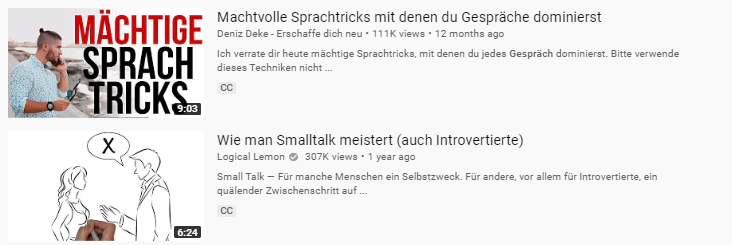 MÄCHTIGE
SPRACH
TRICKS
9:03
Machtvolle Sprachtricks mit denen du Gespräche dominierst
Deniz Deke - Erschaffe dich neu • 111K views • 12 months ago
Ich verrate dir heute mächtige Sprachtricks, mit denen du jedes Gespräch dominierst. Bitte verwende
dieses Techniken nicht ...
CC
X
6:24
Wie man Smalltalk meistert (auch Introvertierte)
Logical Lemon 307K views • 1 year ago
Small Talk — Für manche Menschen ein Selbstzweck. Für andere, vor allem für Introvertierte, ein
quälender Zwischenschritt auf ...
CC